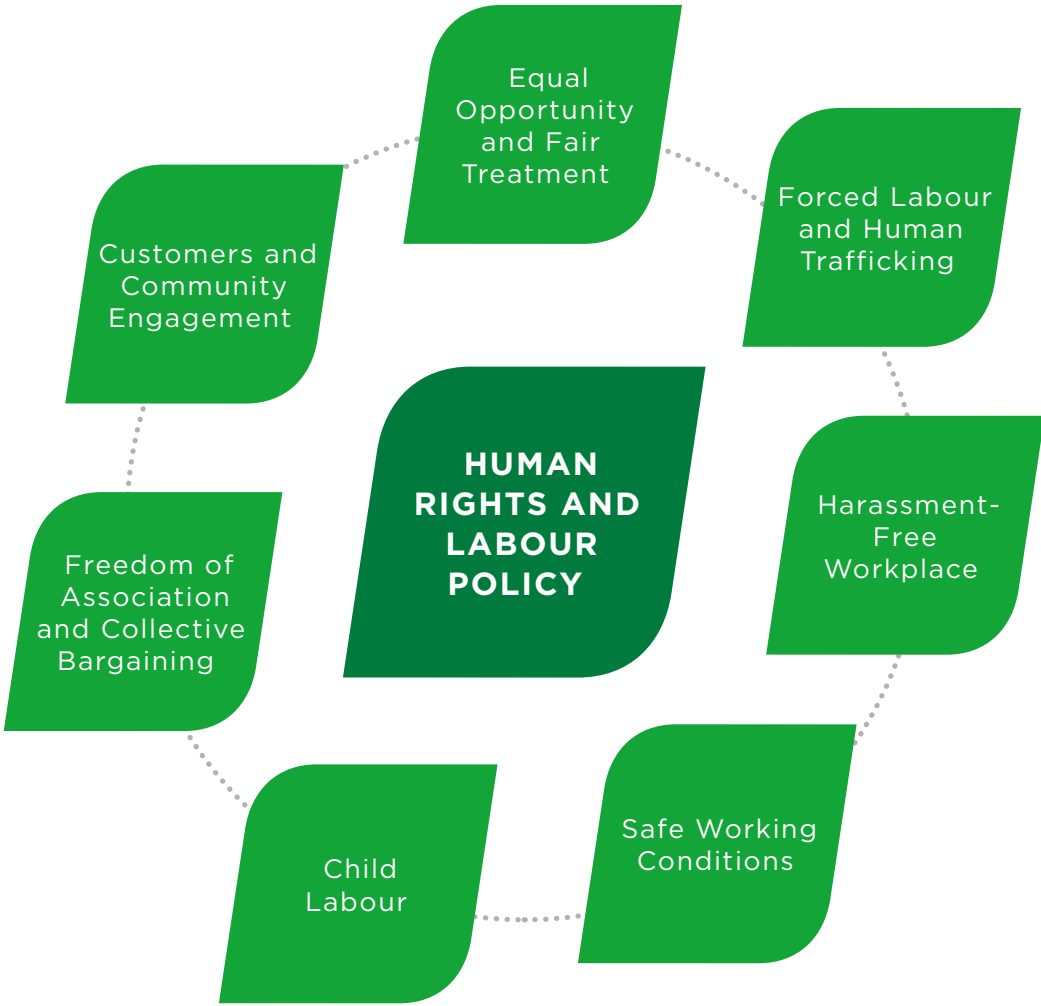 Equal
Opportunity
and Fair
Treatment
Forced Labour
and Human
Trafficking
Customers and
Community
Engagement
HUMAN
RIGHTS AND
LABOUR
POLICY
Harassment-
Free
Workplace
Freedom of
Association
and Collective
Bargaining
Safe Working
Conditions
Child
Labour